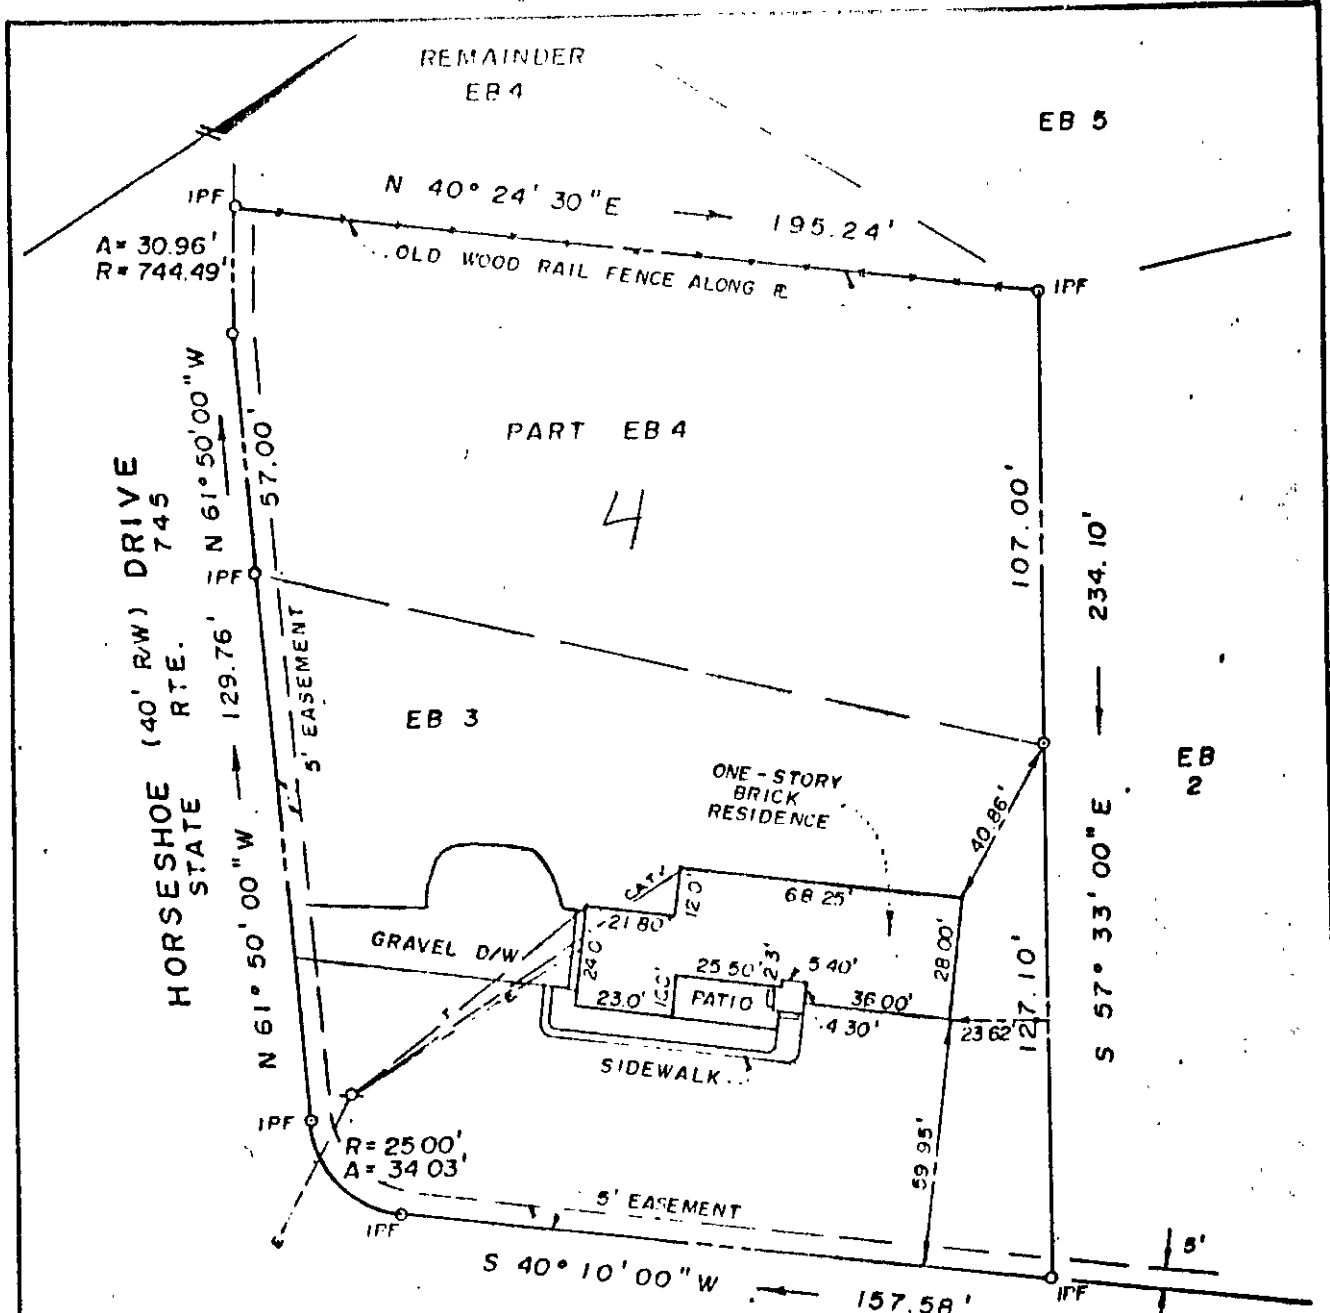 REMAINDER
EB 4
EB 5
IPF
N 40° 24' 30" E 195.24'
A= 30.96'
R= 744.49'
OLD WOOD RAIL FENCE ALONG ⅊
IPF
PART EB 4
4
N 61° 50' 00" W
57.00'
107.00'
234.10'
S 57° 33' 00" E
HORSESHOE (40' R/W) DRIVE
STATE RTE. 745
IPF
N 61° 50' 00" W 129.76'
5' EASEMENT
EB 3
EB
2
ONE-STORY
BRICK
RESIDENCE
40.86'
CATV
12.0'
68.25'
21.80'
GRAVEL D/W
24.0'
25.50'
2.3'
5.40'
28.00'
127.10'
23.0'
PATIO
36.00'
4.30'
23.62'
T
E
SIDEWALK
IPF
R= 25.00'
A= 34.03'
59.95'
5' EASEMENT
E
IPF
S 40° 10' 00" W 157.58'
5'
IPF